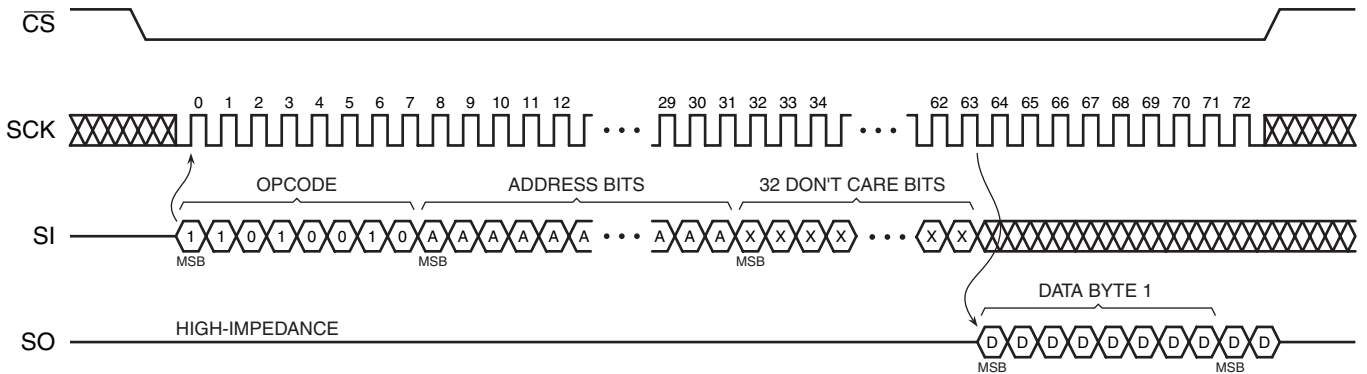 CS
0 1 2 3 4 5 6 7 8 9 10 11 12 29 30 31 32 33 34 62 63 64 65 66 67 68 69 70 71 72
SCK
OPCODE ADDRESS BITS 32 DON'T CARE BITS
SI 1 1 0 1 0 0 1 0 A A A A A A • • • A A A X X X X • • • X X
MSB MSB MSB
DATA BYTE 1
HIGH-IMPEDANCE
SO D D D D D D D D D D
MSB MSB